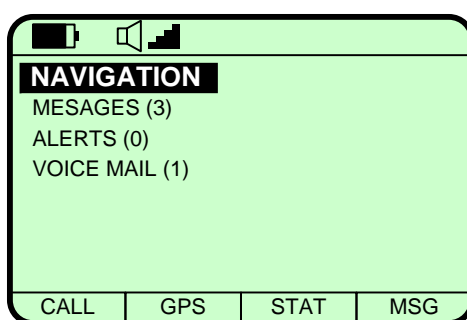 NAVIGATION
MESAGES (3)
ALERTS (0)
VOICE MAIL (1)
CALL GPS STAT MSG